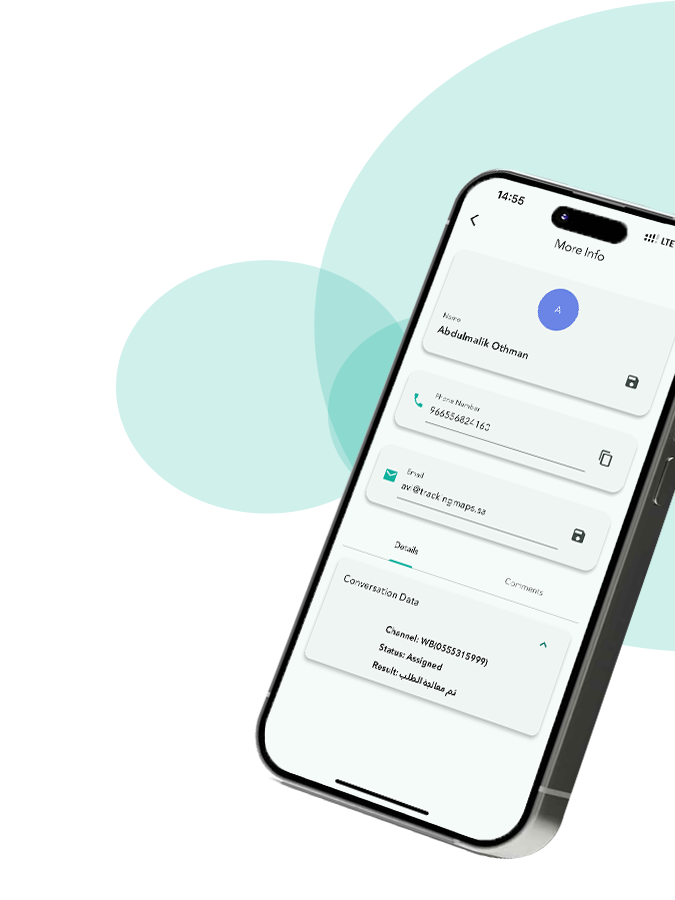 14:55
LTE
More Info
A
Name
Abdulmalik Othman
Phone Number
966556824160
Email
av@trackingmaps.sa
Details
Comments
Conversation Data
Channel: WB(0555315999)
Status: Assigned
Result: تم معالجة الطلب